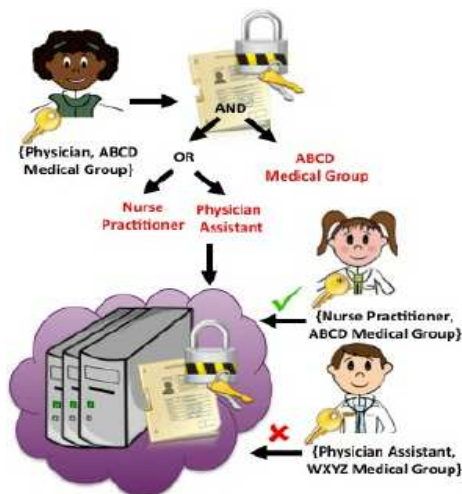 AND
{Physician, ABCD
Medical Group}
OR
ABCD
Medical Group
Nurse
Practitioner
Physician
Assistant
{Nurse Practitioner,
ABCD Medical Group}
{Physician Assistant,
WXYZ Medical Group}